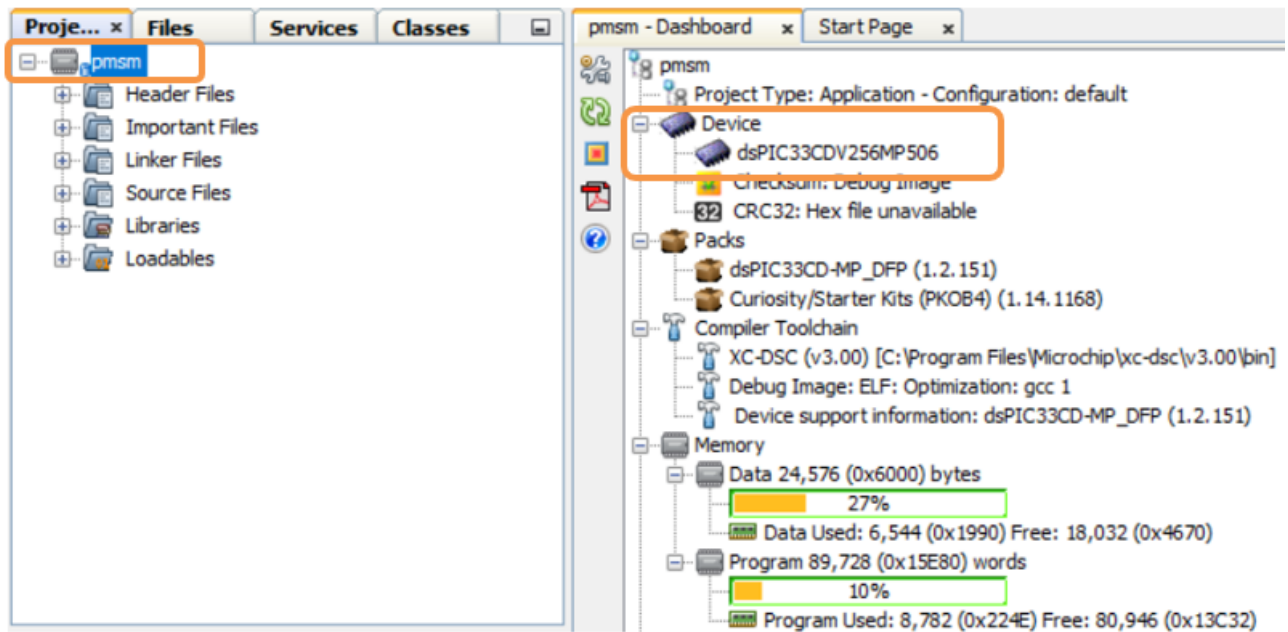 Proje... x Files Services Classes
pmsm
Header Files
Important Files
Linker Files
Source Files
Libraries
Loadables
pmsm - Dashboard x Start Page x
pmsm
Project Type: Application - Configuration: default
Device
dsPIC33CDV256MP506
Checksum: Debug Image
32 CRC32: Hex file unavailable
Packs
dsPIC33CD-MP_DFP (1.2.151)
Curiosity/Starter Kits (PKOB4) (1.14.1168)
Compiler Toolchain
XC-DSC (v3.00) [C:\Program Files\Microchip\xc-dsc\v3.00\bin]
Debug Image: ELF: Optimization: gcc 1
Device support information: dsPIC33CD-MP_DFP (1.2.151)
Memory
Data 24,576 (0x6000) bytes
27%
Data Used: 6,544 (0x1990) Free: 18,032 (0x4670)
Program 89,728 (0x15E80) words
10%
Program Used: 8,782 (0x224E) Free: 80,946 (0x13C32)